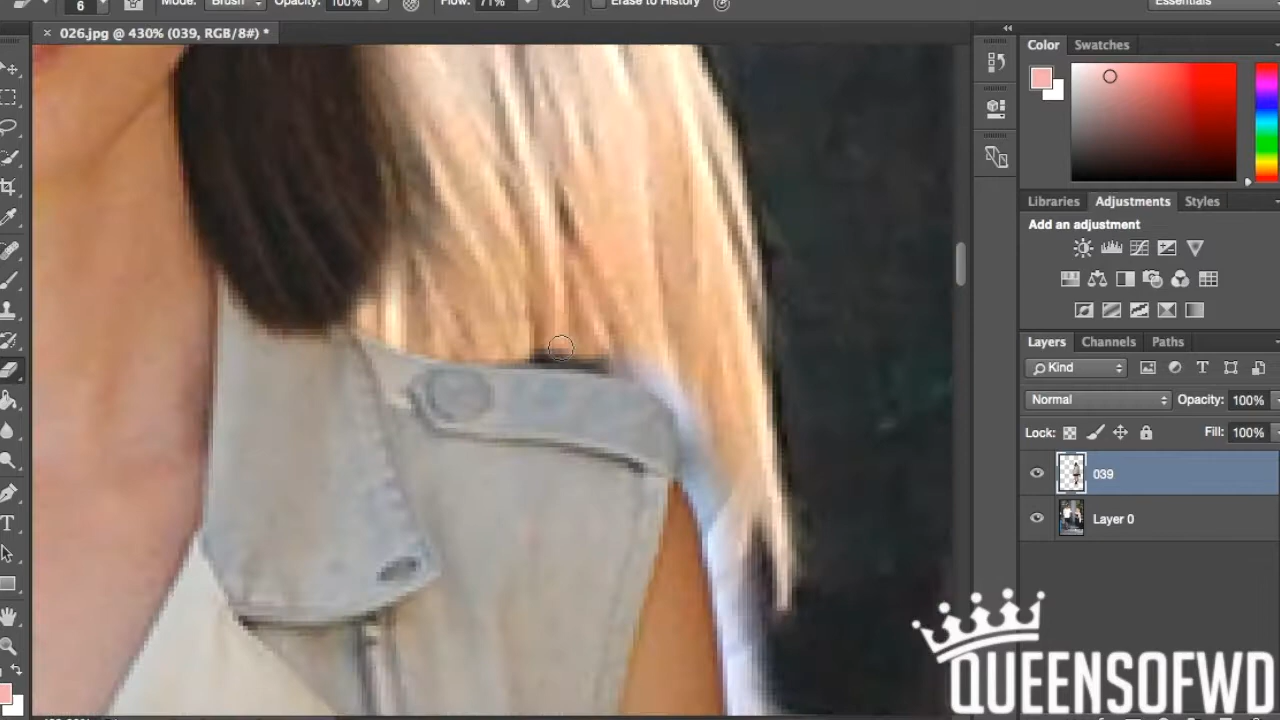 6 Mode: Brush Opacity: 100% Flow: 71% Erase to History Essentials
× 026.jpg @ 430% (039, RGB/8#) *
Color Swatches
Libraries Adjustments Styles
Add an adjustment
Layers Channels Paths
Kind
Normal Opacity: 100%
Lock: Fill: 100%
039
Layer 0
QUEENSOFWD